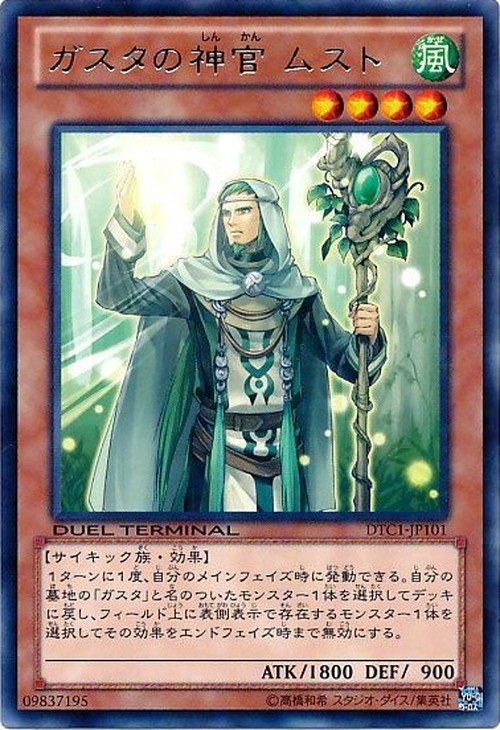 ガスタの神官 ムスト
風
DUEL TERMINAL
DTC1-JP101
【サイキック族・効果】
1ターンに1度、自分のメインフェイズ時に発動できる。自分の
墓地の「ガスタ」と名のついたモンスター1体を選択してデッキ
に戻し、フィールド上に表側表示で存在するモンスター1体を
選択してその効果をエンドフェイズ時まで無効にする。
ATK/1800 DEF/ 900
09837195
©高橋和希 スタジオ・ダイス/集英社